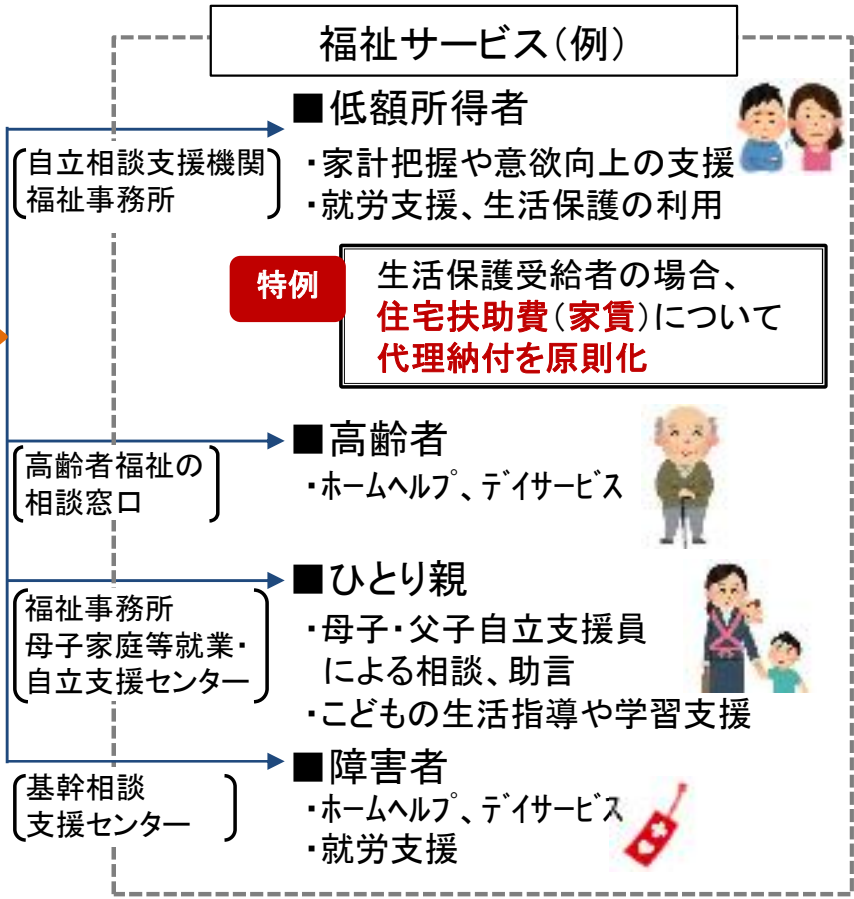 福祉サービス（例）
■低額所得者
自立相談支援機関
福祉事務所
・家計把握や意欲向上の支援
・就労支援、生活保護の利用
特例
生活保護受給者の場合、
住宅扶助費（家賃）について
代理納付を原則化
高齢者福祉の
相談窓口
■高齢者
・ホームヘルプ、デイサービス
福祉事務所
母子家庭等就業・
自立支援センター
■ひとり親
・母子・父子自立支援員
による相談、助言
・こどもの生活指導や学習支援
基幹相談
支援センター
■障害者
・ホームヘルプ、デイサービス
・就労支援